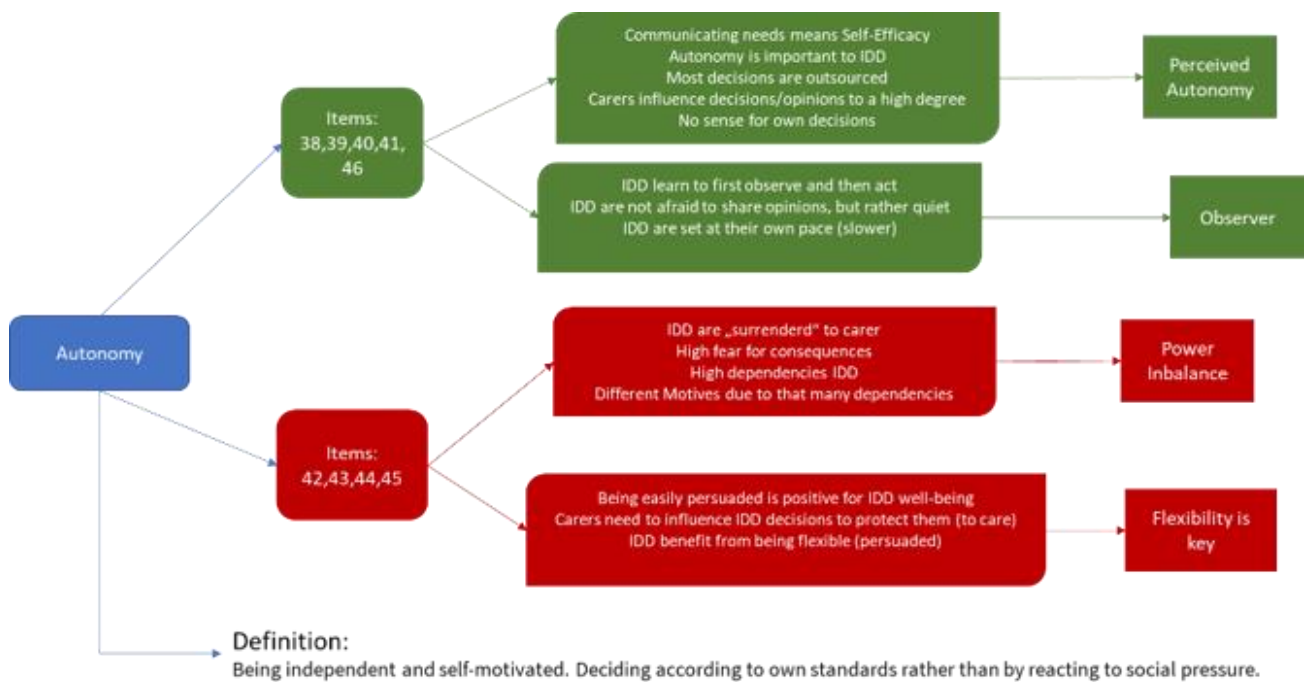 Communicating needs means Self-Efficacy
Autonomy is important to IDD
Most decisions are outsourced
Carers influence decisions/opinions to a high degree
No sense for own decisions
Perceived
Autonomy
Items:
38,39,40,41,
46
IDD learn to first observe and then act
IDD are not afraid to share opinions, but rather quiet
IDD are set at their own pace (slower)
Observer
Autonomy
IDD are „surrenderd“ to carer
High fear for consequences
High dependencies IDD
Different Motives due to that many dependencies
Power
Inbalance
Items:
42,43,44,45
Being easily persuaded is positive for IDD well-being
Carers need to influence IDD decisions to protect them (to care)
IDD benefit from being flexible (persuaded)
Flexibility is
key
Definition:
Being independent and self-motivated. Deciding according to own standards rather than by reacting to social pressure.